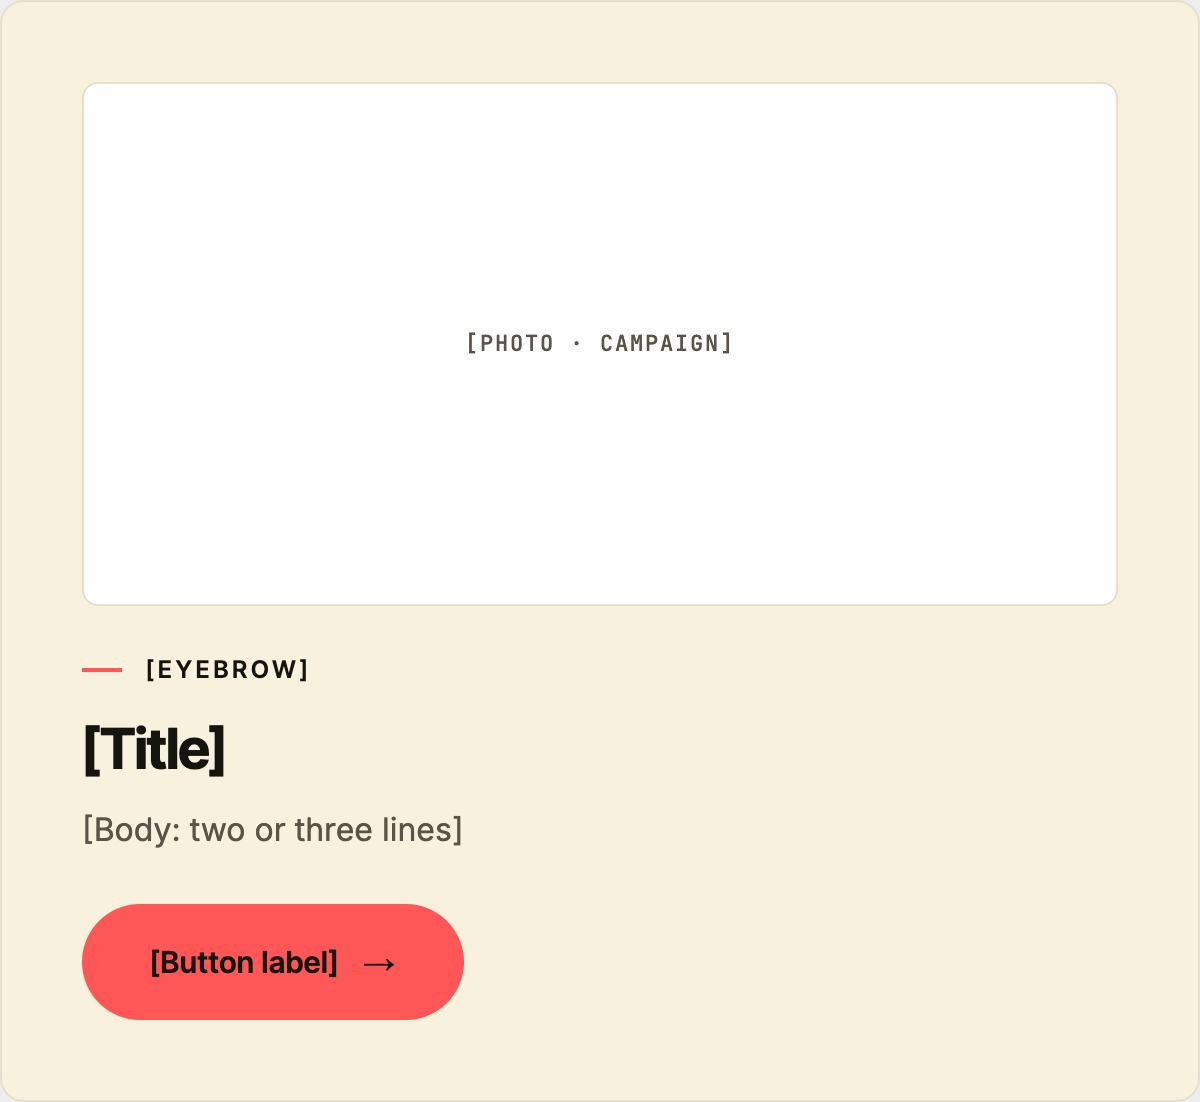 [PHOTO · CAMPAIGN]
[EYEBROW]
[Title]
[Body: two or three lines]
[Button label] →